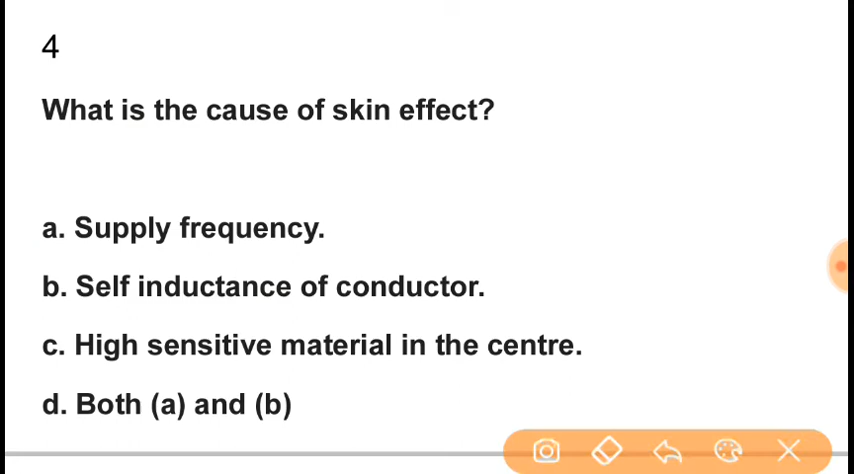 4
What is the cause of skin effect?
a. Supply frequency.
b. Self inductance of conductor.
c. High sensitive material in the centre.
d. Both (a) and (b)